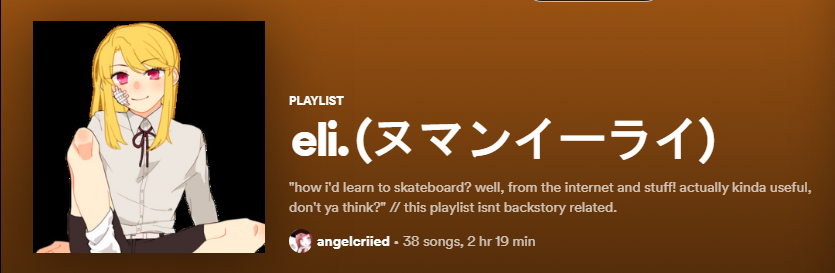 PLAYLIST
eli. (ヌマンイーライ)
"how i'd learn to skateboard? well, from the internet and stuff! actually kinda useful,
don't ya think?" // this playlist isnt backstory related.
angelcriied • 38 songs, 2 hr 19 min